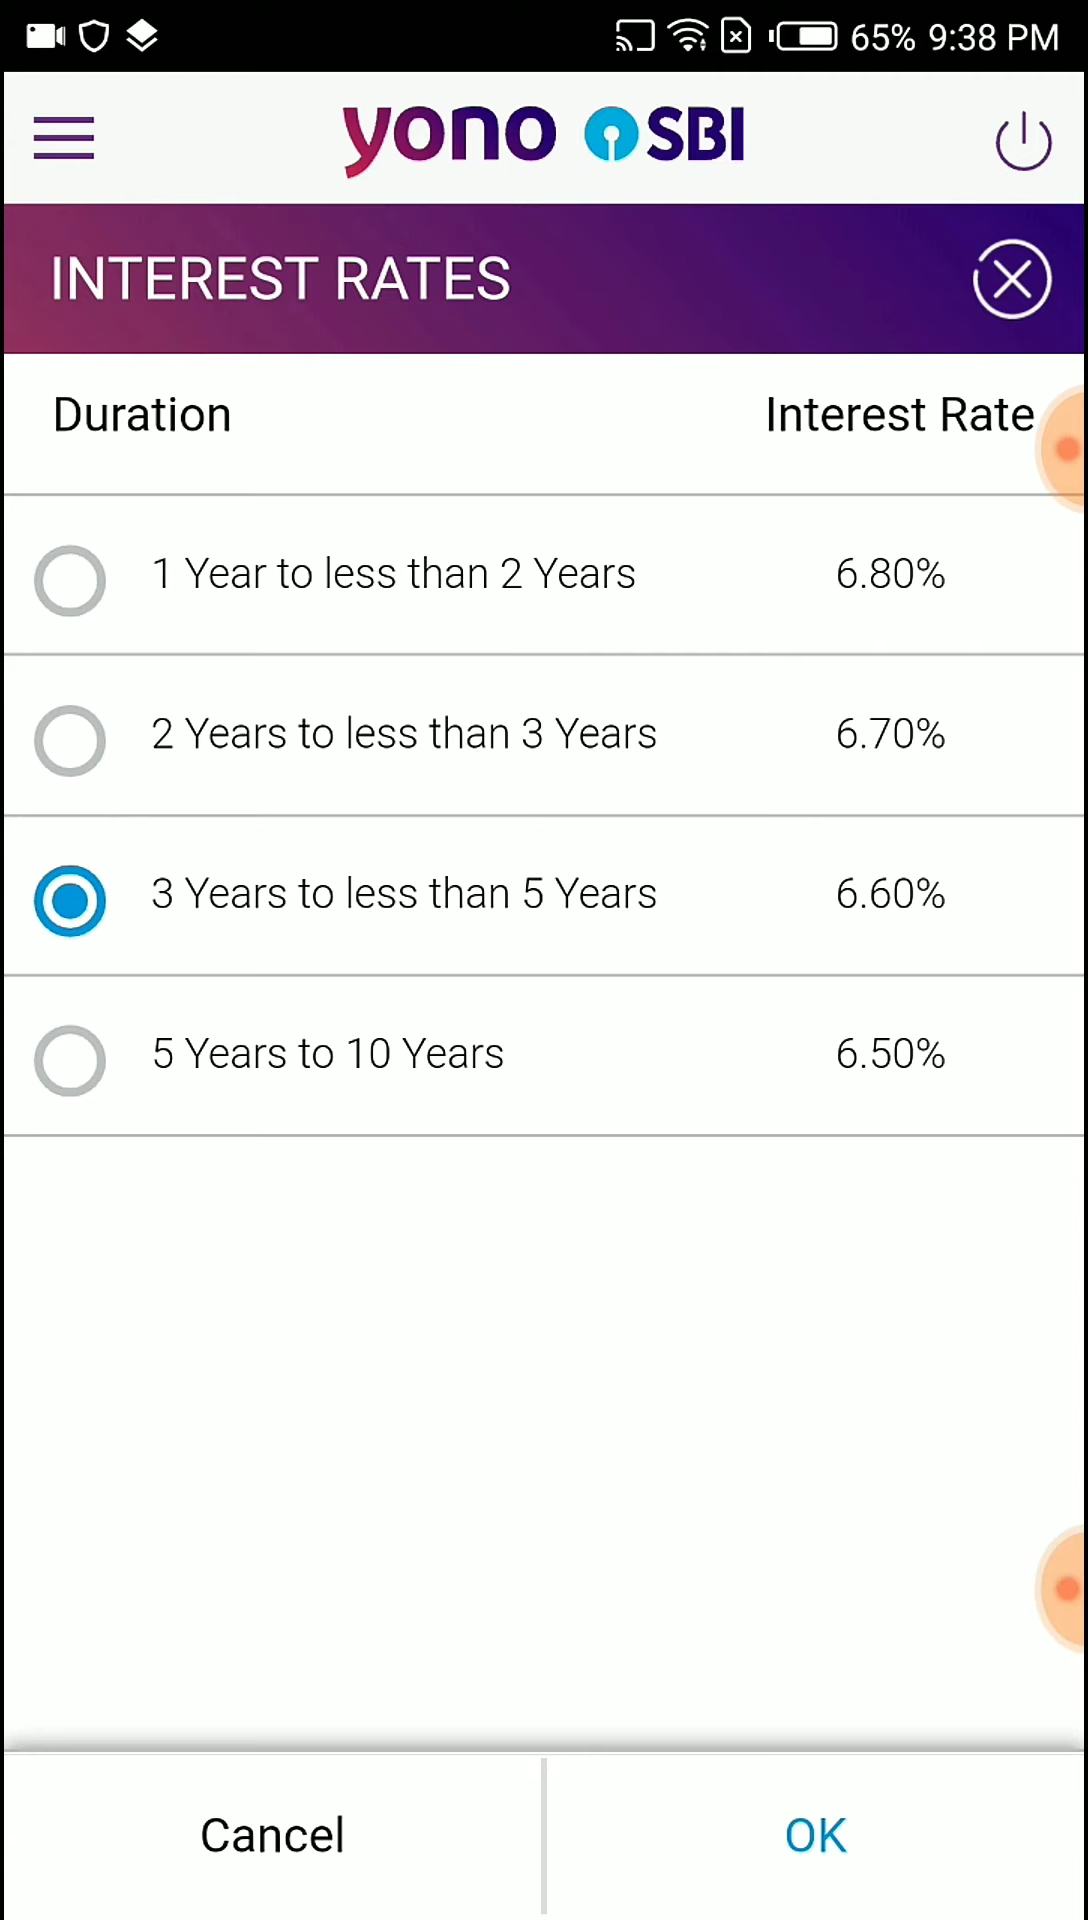 65% 9:38 PM
yono SBI
INTEREST RATES
Duration Interest Rate
1 Year to less than 2 Years 6.80%
2 Years to less than 3 Years 6.70%
3 Years to less than 5 Years 6.60%
5 Years to 10 Years 6.50%
Cancel OK